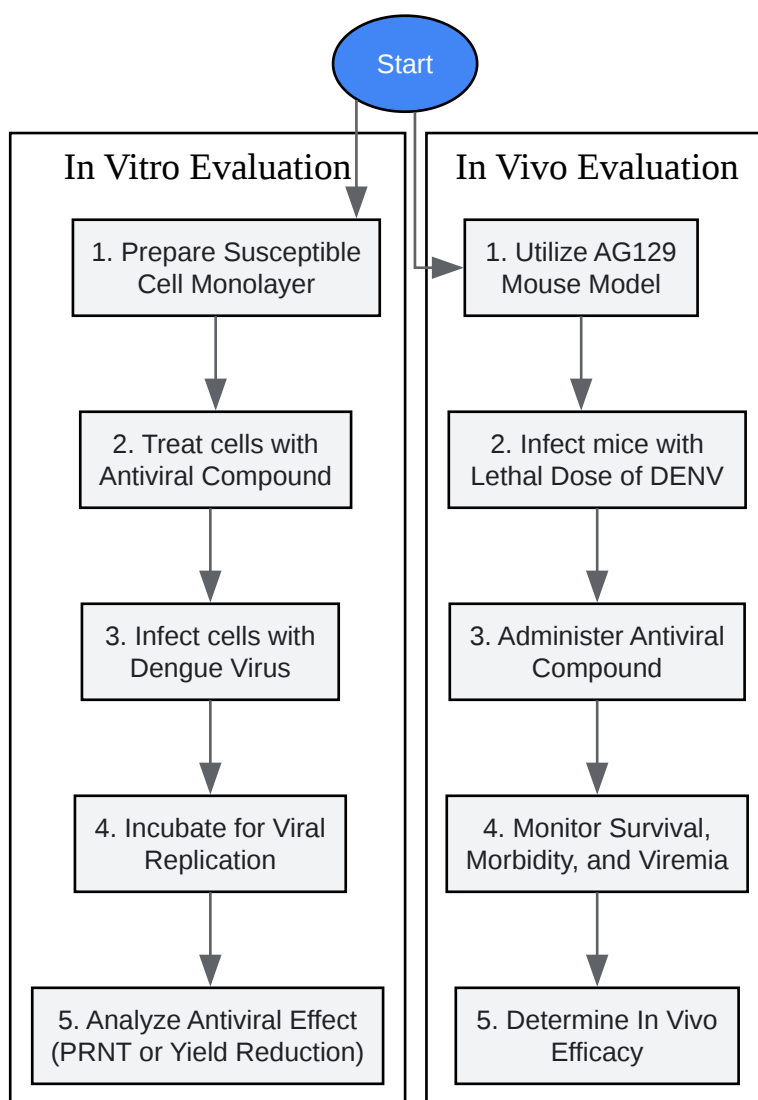 Start
In Vitro Evaluation
1. Prepare Susceptible
Cell Monolayer
2. Treat cells with
Antiviral Compound
3. Infect cells with
Dengue Virus
4. Incubate for Viral
Replication
5. Analyze Antiviral Effect
(PRNT or Yield Reduction)
In Vivo Evaluation
1. Utilize AG129
Mouse Model
2. Infect mice with
Lethal Dose of DENV
3. Administer Antiviral
Compound
4. Monitor Survival,
Morbidity, and Viremia
5. Determine In Vivo
Efficacy